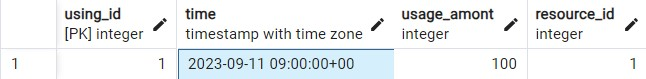 using_id
[PK] integer
time
timestamp with time zone
usage_amont
integer
resource_id
integer
1
1
2023-09-11 09:00:00+00
100
1